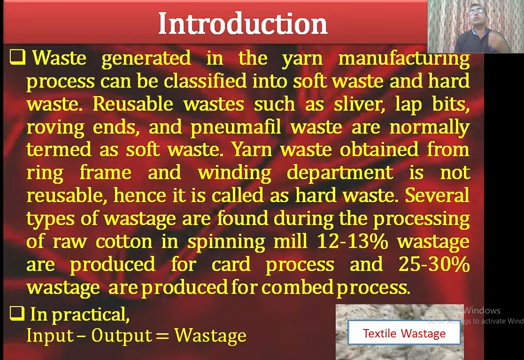 Introduction
❑ Waste generated in the yarn manufacturing
process can be classified into soft waste and hard
waste. Reusable wastes such as sliver, lap bits,
roving ends, and pneumafil waste are normally
termed as soft waste. Yarn waste obtained from
ring frame and winding department is not
reusable, hence it is called as hard waste. Several
types of wastage are found during the processing
of raw cotton in spinning mill 12-13% wastage
are produced for card process and 25-30%
wastage are produced for combed process.
❑ In practical,
Input – Output = Wastage
Textile Wastage
Windows
to activate Wind